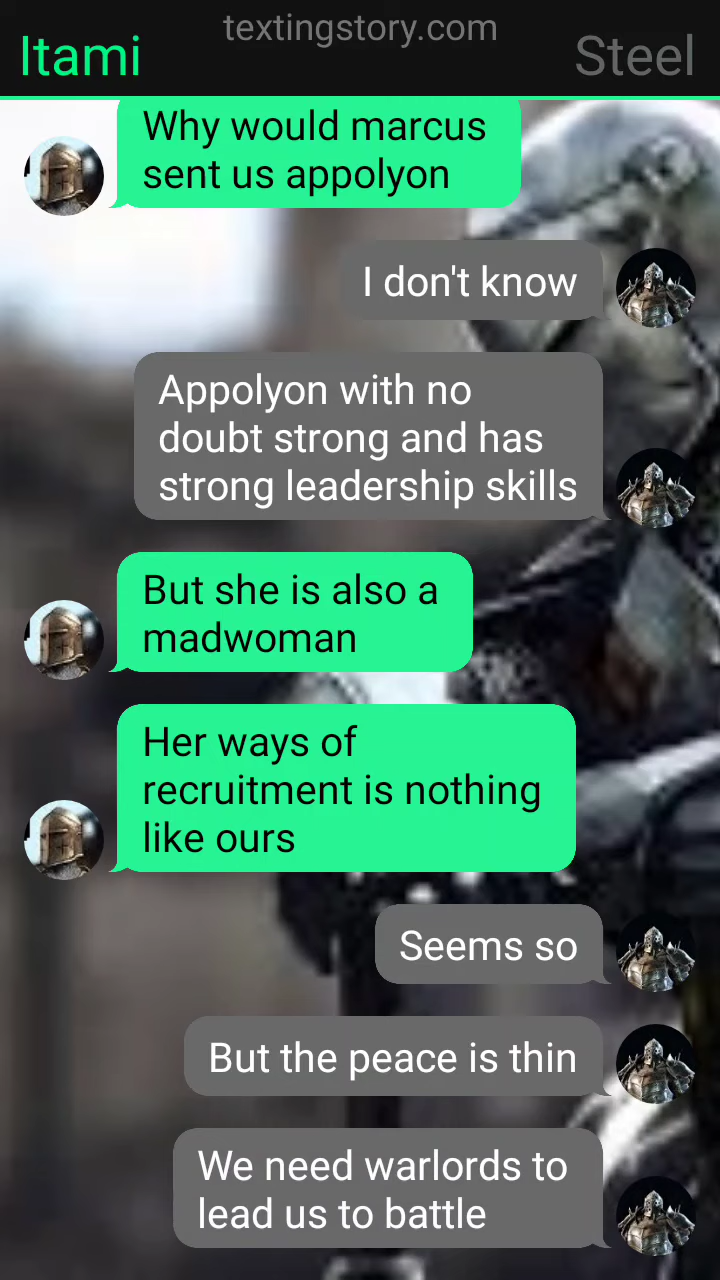 textingstory.com
Itami
Steel
Why would marcus
sent us appolyon
I don't know
Appolyon with no
doubt strong and has
strong leadership skills
But she is also a
madwoman
Her ways of
recruitment is nothing
like ours
Seems so
But the peace is thin
We need warlords to
lead us to battle